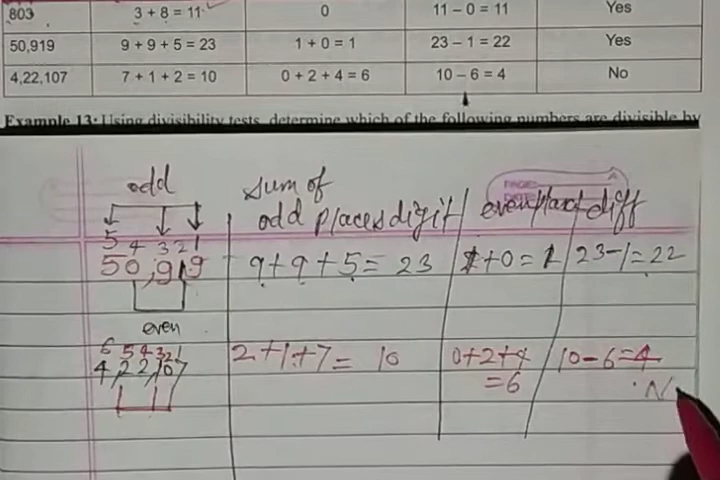 803 3 + 8 = 11 0 11 – 0 = 11 Yes
50,919 9 + 9 + 5 = 23 1 + 0 = 1 23 – 1 = 22 Yes
4,22,107 7 + 1 + 2 = 10 0 + 2 + 4 = 6 10 – 6 = 4 No
Example 13: Using divisibility tests, determine which of the following numbers are divisible by
odd
sum of
odd places digit even place diff
5 4 3 2 1
50,919 9+9+5= 23 1+0=1 23-1=22
even
6 5 4 3 2 1
4,22,107 2+1+7= 10 0+2+4 10-6=4
=6 N